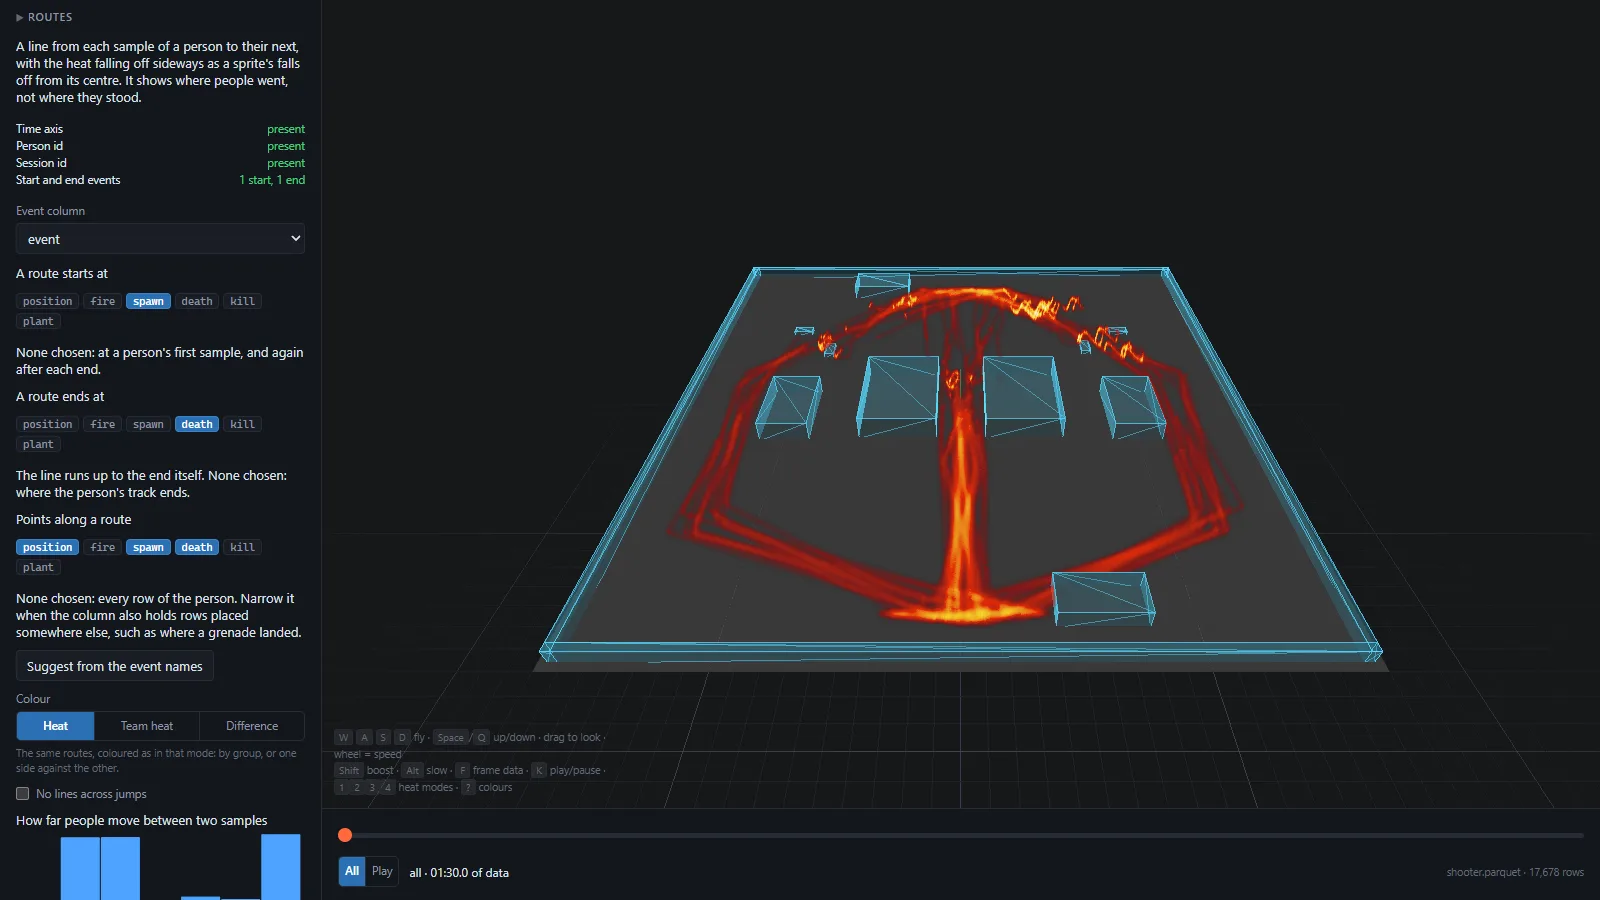 ROUTES
A line from each sample of a person to their next,
with the heat falling off sideways as a sprite's falls
off from its centre. It shows where people went,
not where they stood.
Time axis present
Person id present
Session id present
Start and end events 1 start, 1 end
Event column
event
A route starts at
position fire spawn death kill
plant
None chosen: at a person's first sample, and again
after each end.
A route ends at
position fire spawn death kill
plant
The line runs up to the end itself. None chosen:
where the person's track ends.
Points along a route
position fire spawn death kill
plant
None chosen: every row of the person. Narrow it
when the column also holds rows placed
somewhere else, such as where a grenade landed.
Suggest from the event names
Colour
Heat Team heat Difference
The same routes, coloured as in that mode: by group, or one
side against the other.
No lines across jumps
How far people move between two samples
W A S D fly · Space / Q up/down · drag to look ·
wheel = speed
Shift boost · Alt slow · F frame data · K play/pause ·
1 2 3 4 heat modes · ? colours
All Play all · 01:30.0 of data
shooter.parquet · 17,678 rows